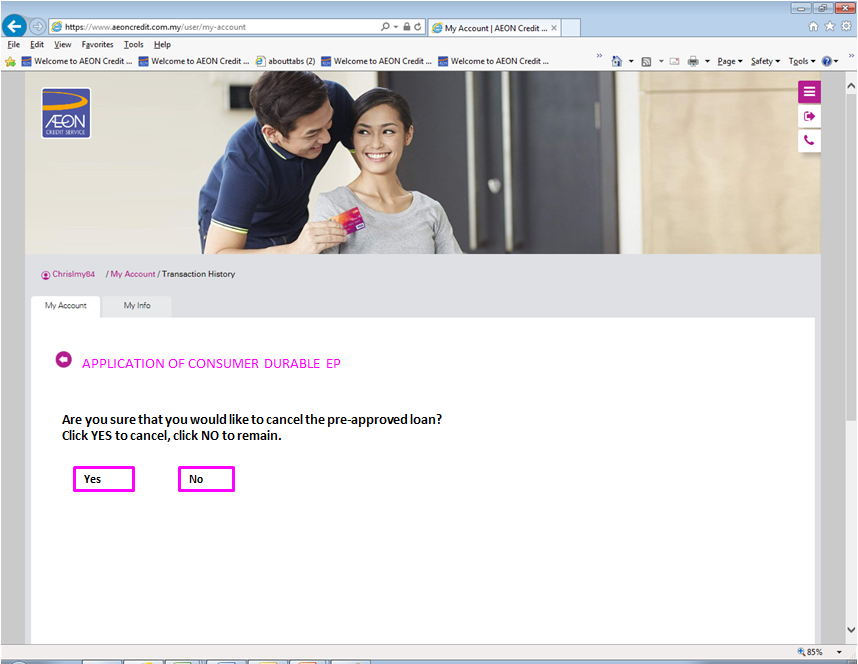 https://www.aeoncredit.com.my/user/my-account
My Account | AEON Credit ...
File Edit View Favorites Tools Help
Welcome to AEON Credit ... Welcome to AEON Credit ... abouttabs (2) Welcome to AEON Credit ... Welcome to AEON Credit ...
Page Safety Tools
ÆON
CREDIT SERVICE
Chrislmy84 / My Account / Transaction History
My Account My Info
APPLICATION OF CONSUMER DURABLE EP
Are you sure that you would like to cancel the pre-approved loan?
Click YES to cancel, click NO to remain.
Yes No
85%